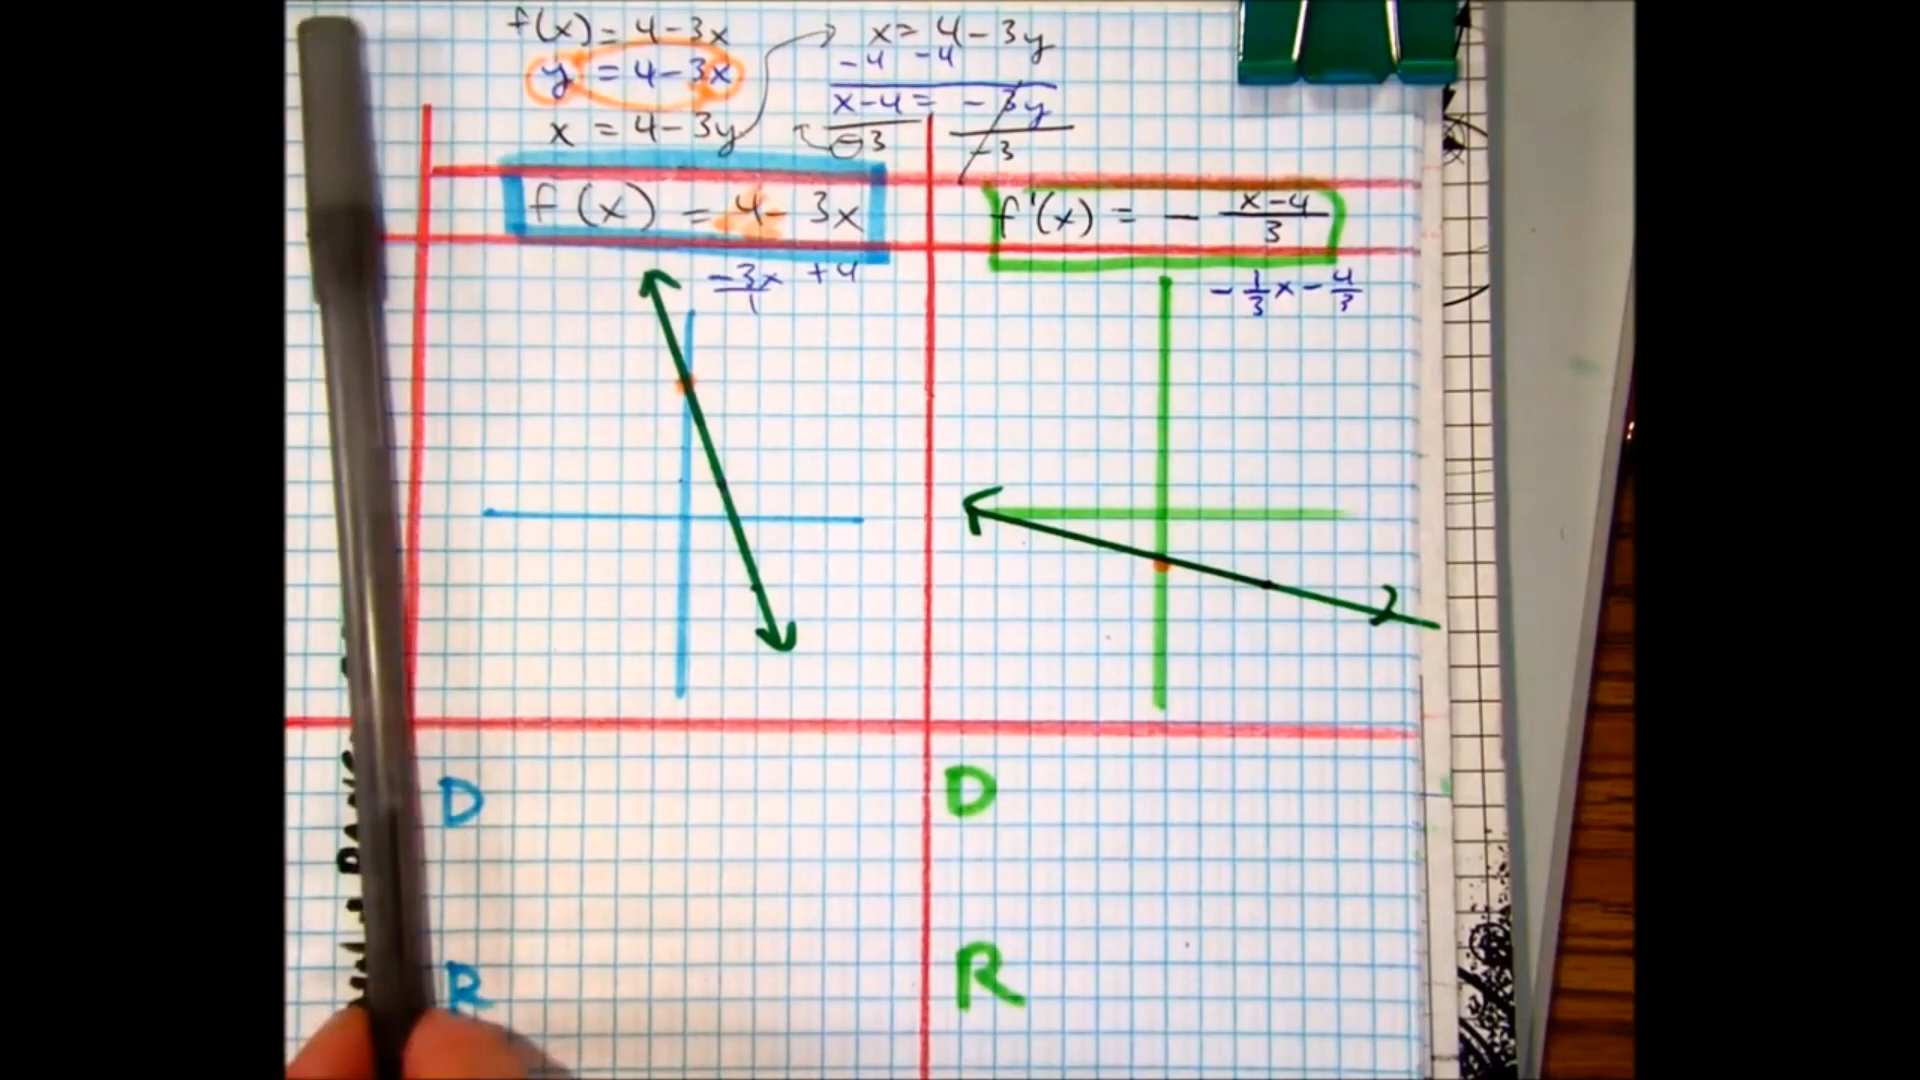 f(x) = 4 - 3x
y = 4 - 3x
x = 4 - 3y
x = 4 - 3y
-4 -4
x - 4 = - 3y
-3 -3
f(x) = 4 - 3x
f⁻¹(x) = - (x-4)/3
-3x/1 + 4
- 1/3 x - 4/3
D
D
R
R